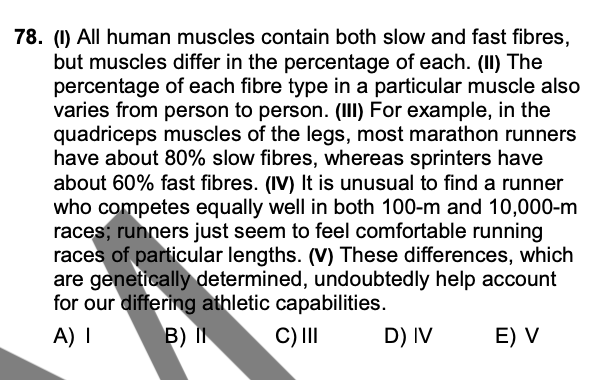 78. (I) All human muscles contain both slow and fast fibres,
but muscles differ in the percentage of each. (II) The
percentage of each fibre type in a particular muscle also
varies from person to person. (III) For example, in the
quadriceps muscles of the legs, most marathon runners
have about 80% slow fibres, whereas sprinters have
about 60% fast fibres. (IV) It is unusual to find a runner
who competes equally well in both 100-m and 10,000-m
races; runners just seem to feel comfortable running
races of particular lengths. (V) These differences, which
are genetically determined, undoubtedly help account
for our differing athletic capabilities.
A) I B) II C) III D) IV E) V